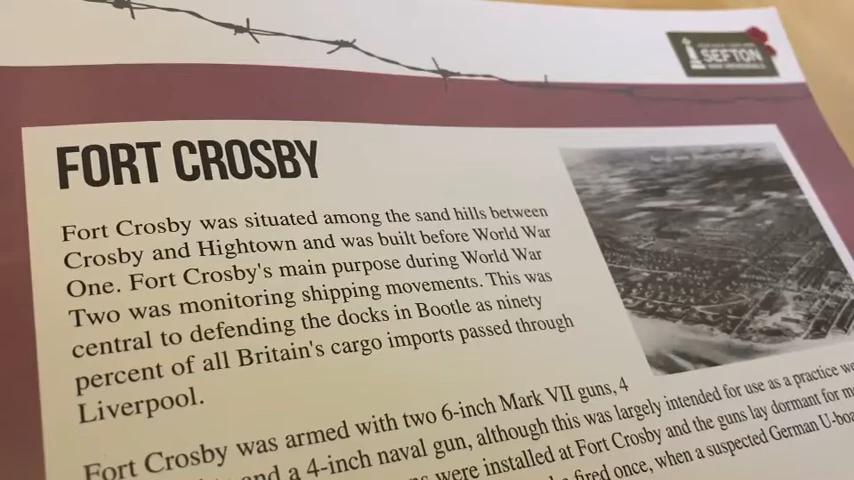 SEFTON
FORT CROSBY
Fort Crosby was situated among the sand hills between
Crosby and Hightown and was built before World War
One. Fort Crosby's main purpose during World War
Two was monitoring shipping movements. This was
central to defending the docks in Bootle as ninety
percent of all Britain's cargo imports passed through
Liverpool.
Fort Crosby was armed with two 6-inch Mark VII guns, 4
and a 4-inch naval gun, although this was largely intended for use as a practice
were installed at Fort Crosby and the guns lay dormant for
fired once, when a suspected German